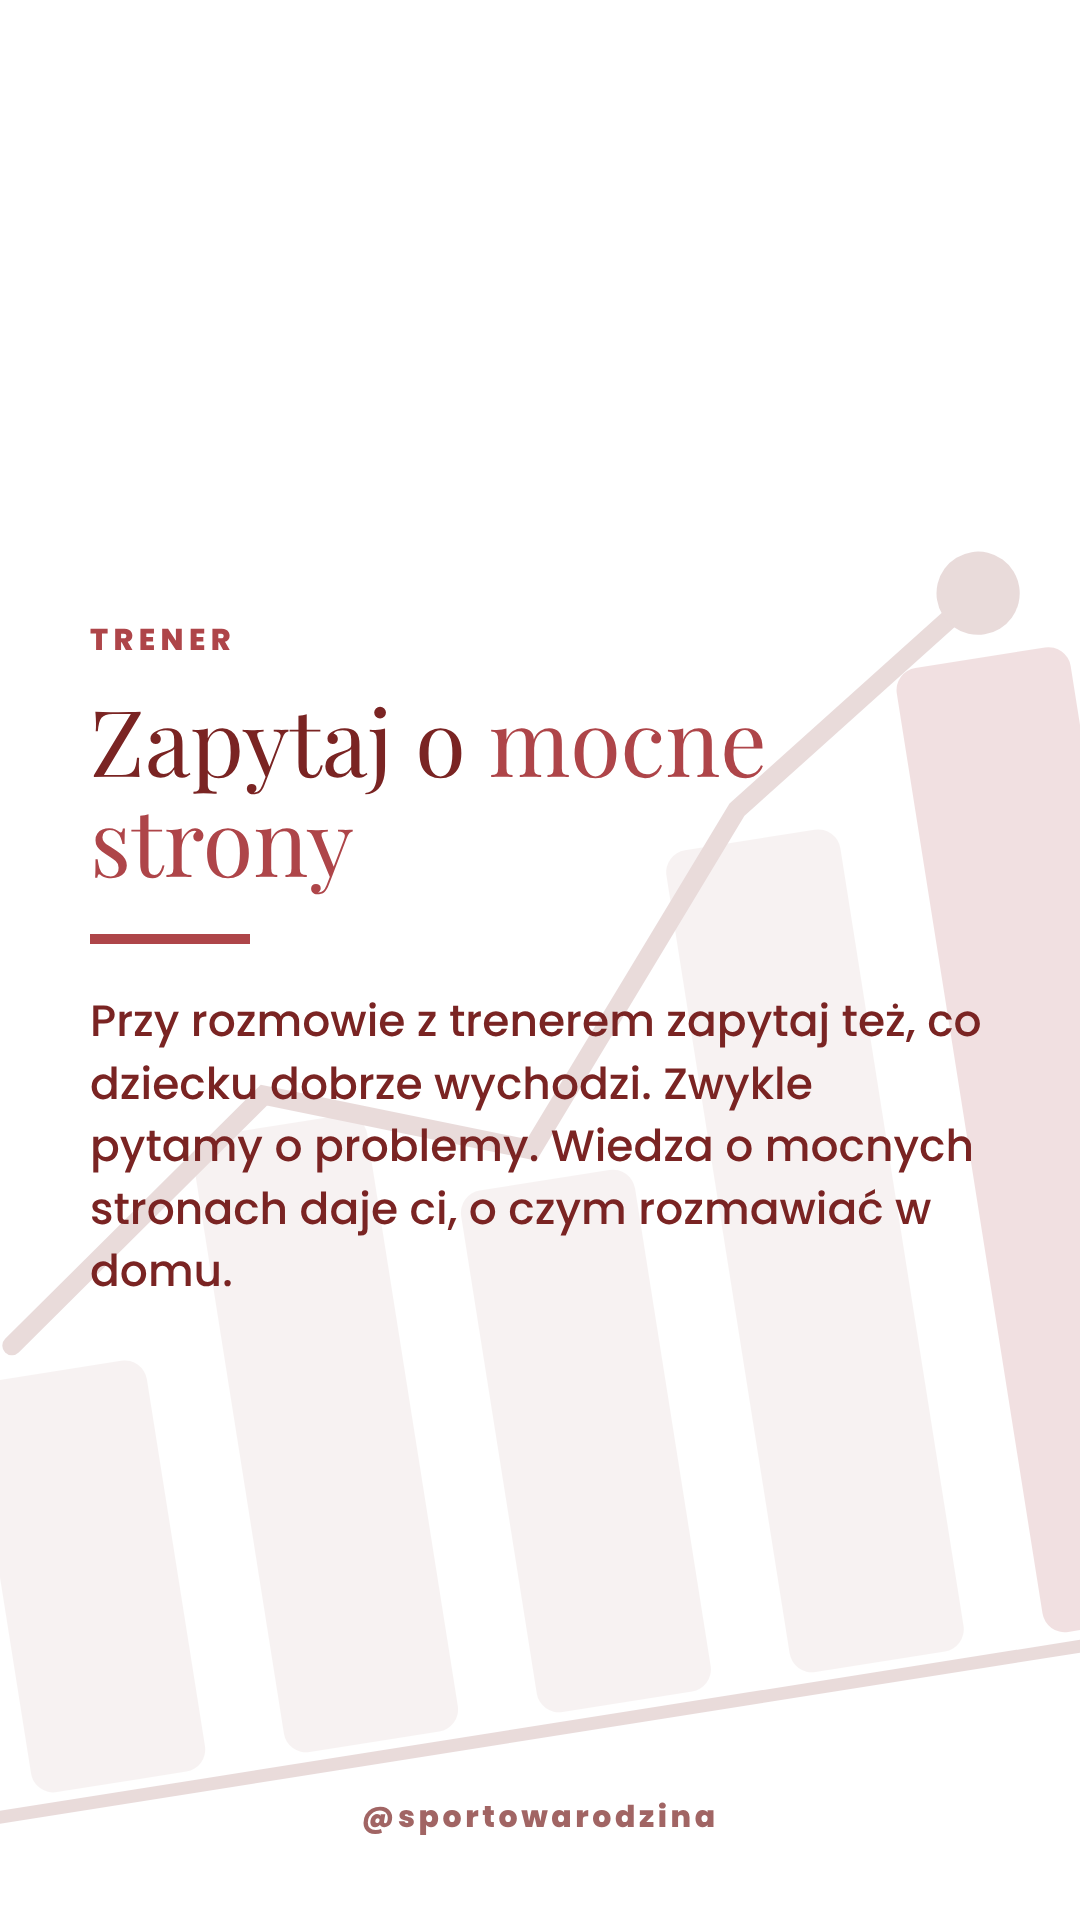 TRENER
Zapytaj o mocne
strony
Przy rozmowie z trenerem zapytaj też, co
dziecku dobrze wychodzi. Zwykle
pytamy o problemy. Wiedza o mocnych
stronach daje ci, o czym rozmawiać w
domu.
@sportowarodzina